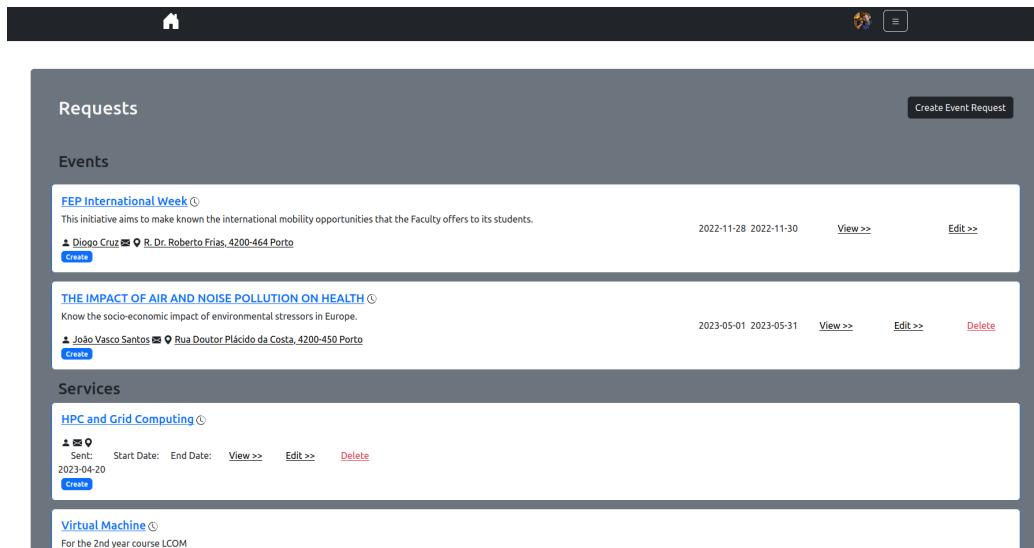 Requests
Create Event Request
Events
FEP International Week
This initiative aims to make known the international mobility opportunities that the Faculty offers to its students.
2022-11-28 2022-11-30 View >> Edit >>
Diogo Cruz R. Dr. Roberto Frias, 4200-464 Porto
Create
THE IMPACT OF AIR AND NOISE POLLUTION ON HEALTH
Know the socio-economic impact of environmental stressors in Europe.
2023-05-01 2023-05-31 View >> Edit >> Delete
João Vasco Santos Rua Doutor Plácido da Costa, 4200-450 Porto
Create
Services
HPC and Grid Computing
Sent: Start Date: End Date: View >> Edit >> Delete
2023-04-20
Create
Virtual Machine
For the 2nd year course LCOM